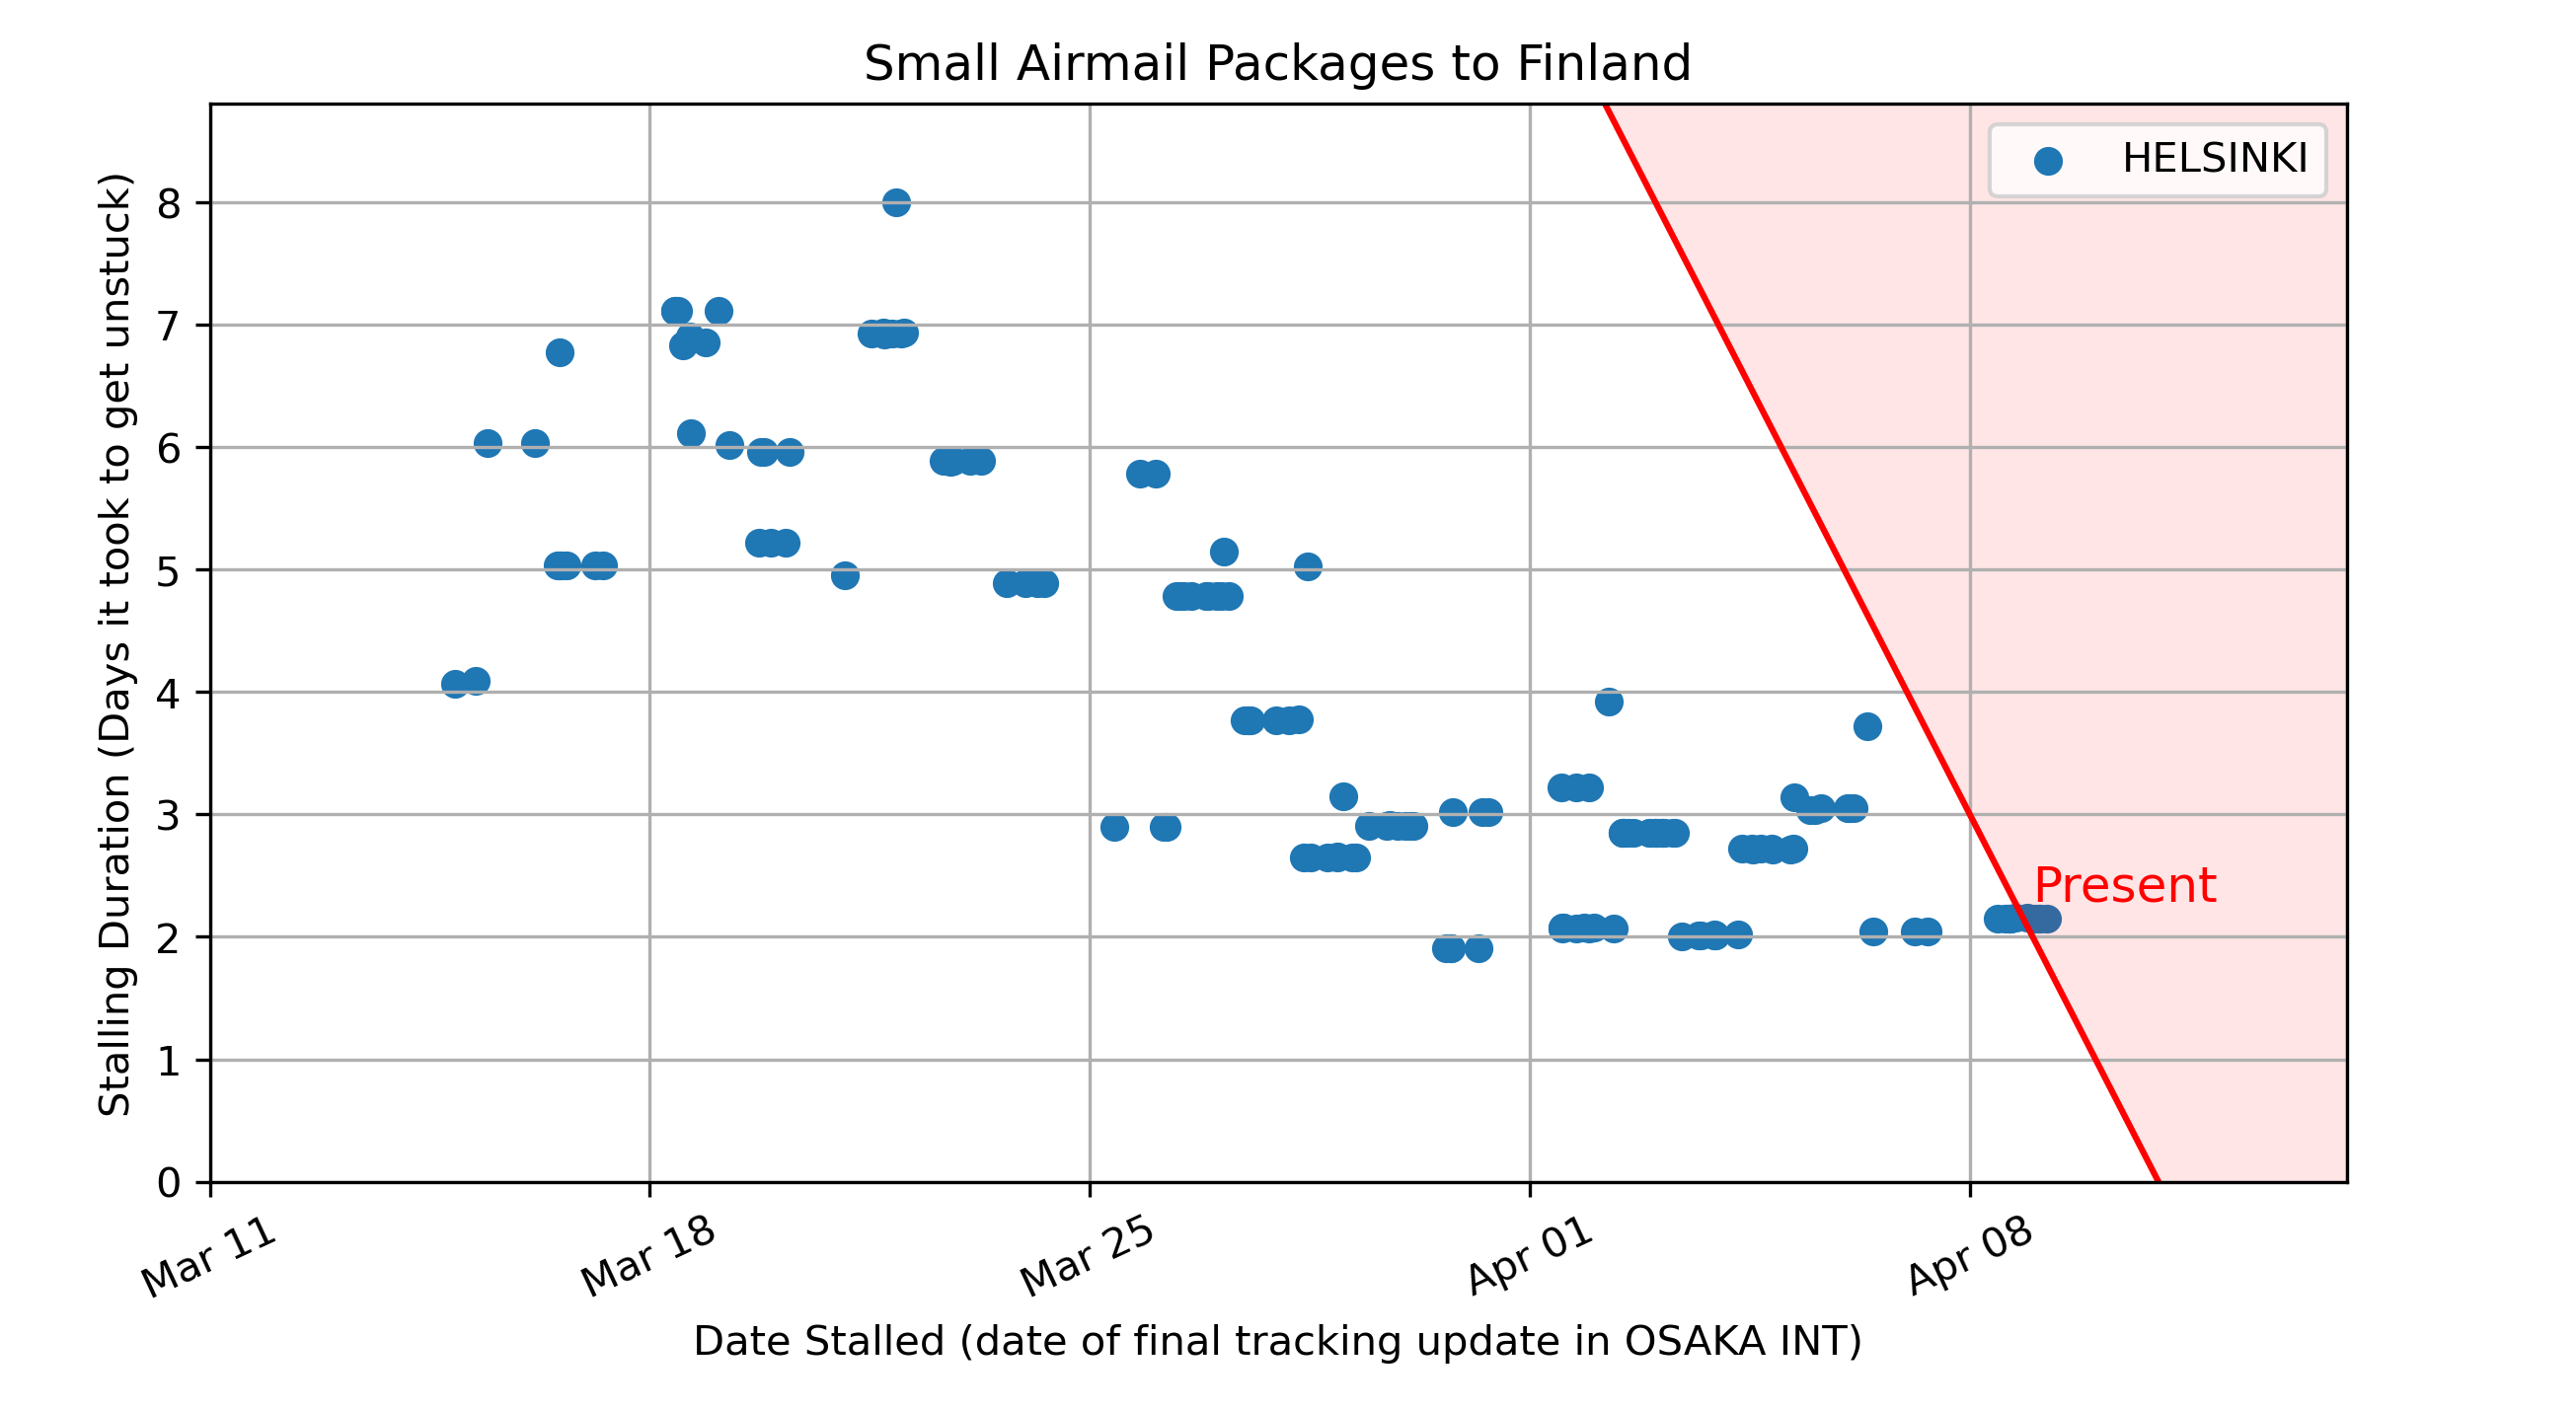 Small Airmail Packages to Finland
HELSINKI
Stalling Duration (Days it took to get unstuck)
8
7
6
5
4
3
2
1
0
Present
Mar 11
Mar 18
Mar 25
Apr 01
Apr 08
Date Stalled (date of final tracking update in OSAKA INT)